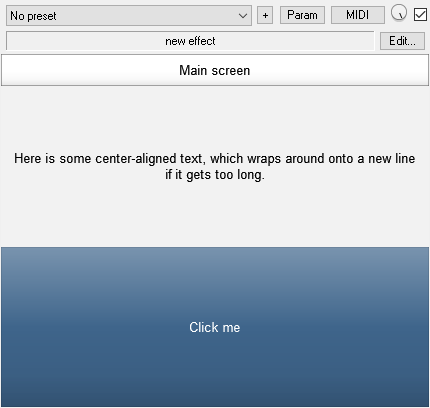 No preset + Param MIDI
new effect Edit...
Main screen
Here is some center-aligned text, which wraps around onto a new line
if it gets too long.
Click me